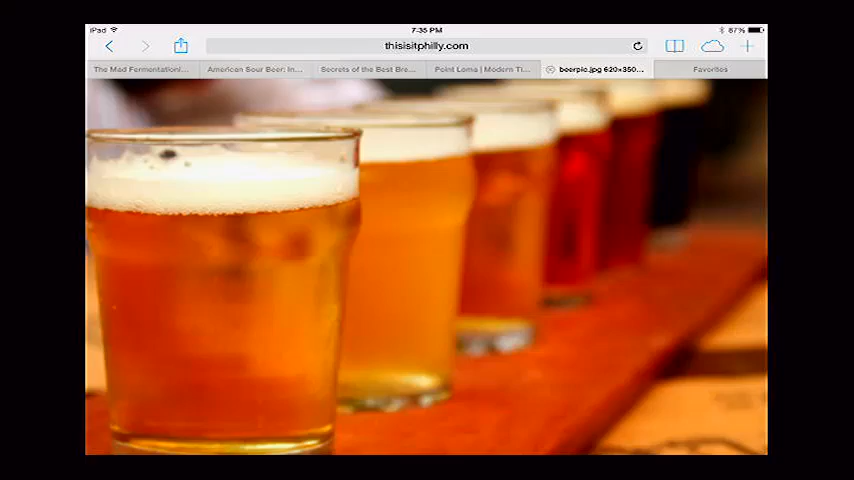 iPad 7:35 PM 67%
thisisitphilly.com
The Mad Fermentationi... American Sour Beer: In... Secrets of the Best Bre... Point Loma | Modern Ti... beerpic.jpg 620×350... Favorites